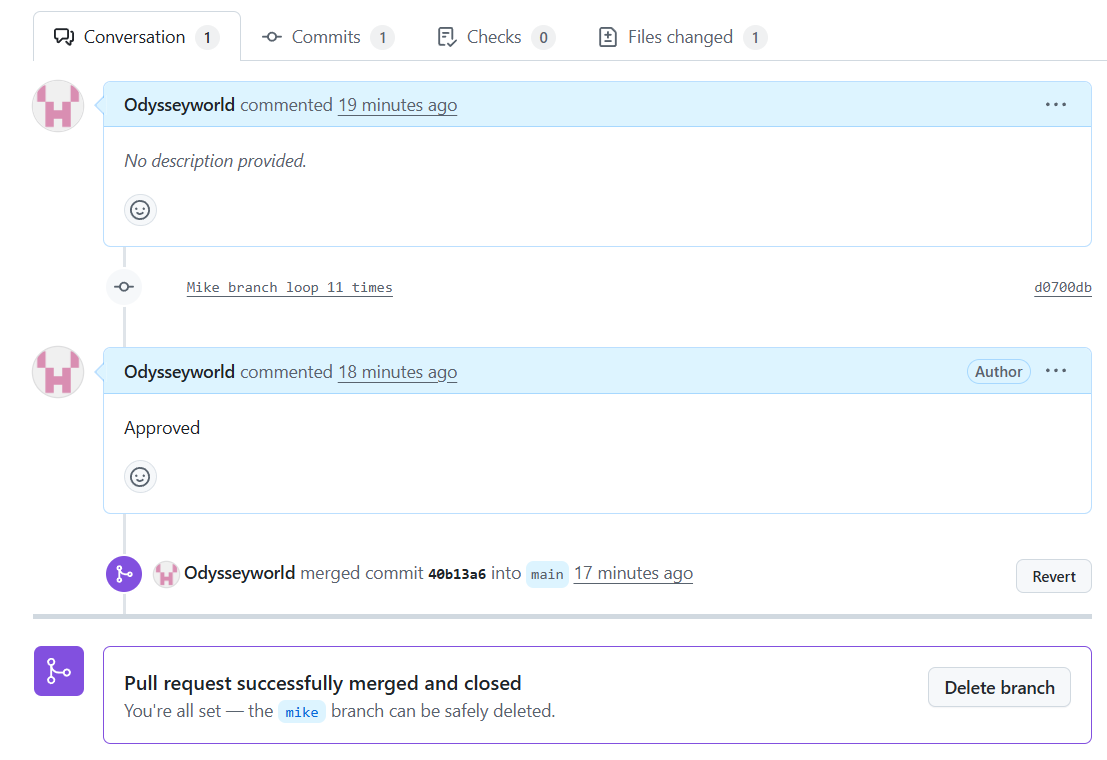 Conversation 1 Commits 1 Checks 0 Files changed 1
Odysseyworld commented 19 minutes ago
No description provided.
Mike branch loop 11 times d0700db
Odysseyworld commented 18 minutes ago Author
Approved
Odysseyworld merged commit 40b13a6 into main 17 minutes ago Revert
Pull request successfully merged and closed
You're all set — the mike branch can be safely deleted.
Delete branch